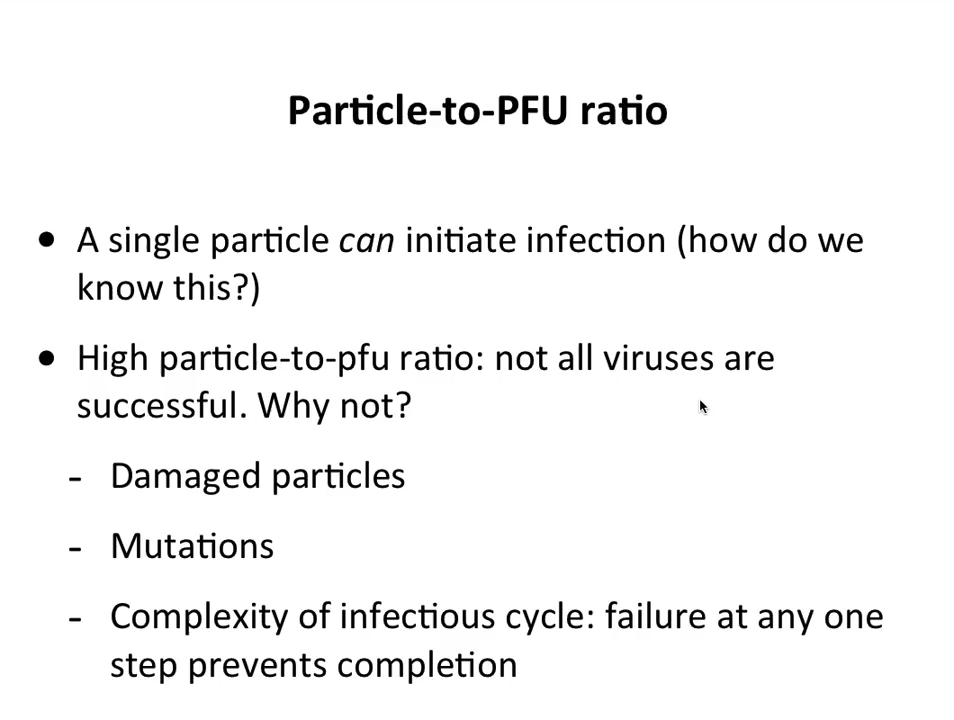 Particle-to-PFU ratio
• A single particle can initiate infection (how do we
know this?)
• High particle-to-pfu ratio: not all viruses are
successful. Why not?
- Damaged particles
- Mutations
- Complexity of infectious cycle: failure at any one
step prevents completion